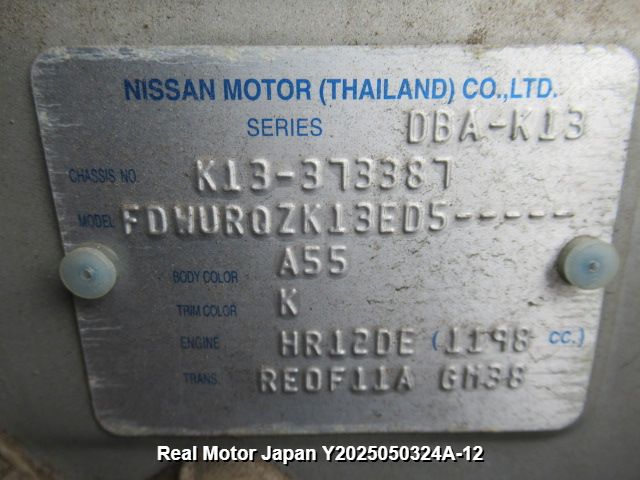 NISSAN MOTOR (THAILAND) CO.,LTD.
SERIES DBA-K13
CHASSIS NO. K13-373387
MODEL FDWURQZK13ED5-----
BODY COLOR A55
TRIM COLOR K
ENGINE HR12DE (1198 cc.)
TRANS. RE0F11A GH38
Real Motor Japan Y2025050324A-12